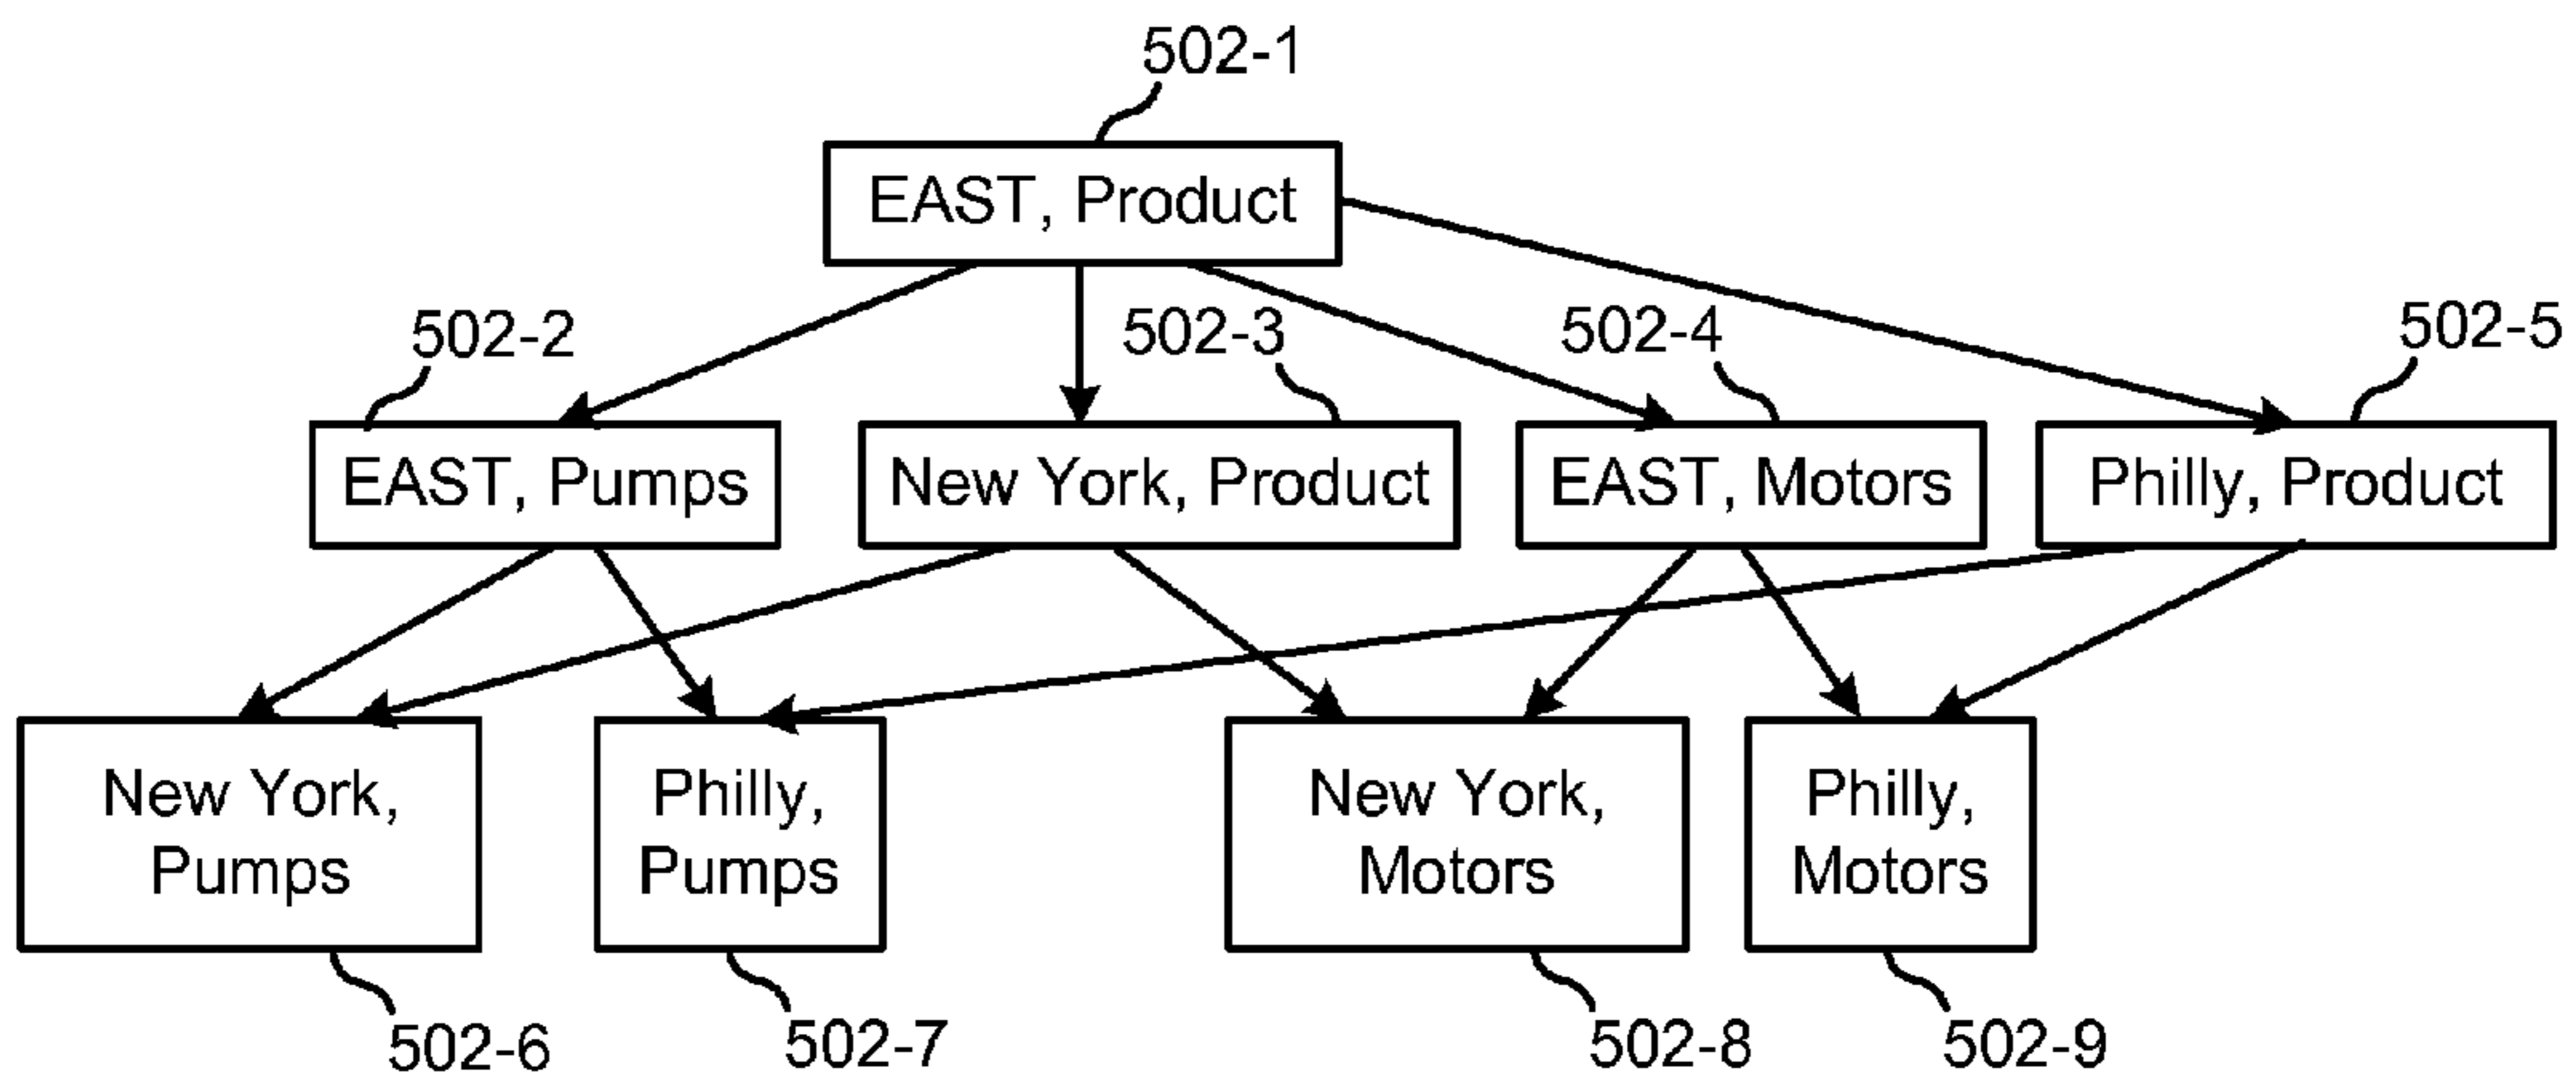 502-1
EAST, Product
502-2
502-3
502-4
502-5
EAST, Pumps
New York, Product
EAST, Motors
Philly, Product
New York,
Pumps
Philly,
Pumps
New York,
Motors
Philly,
Motors
502-6
502-7
502-8
502-9